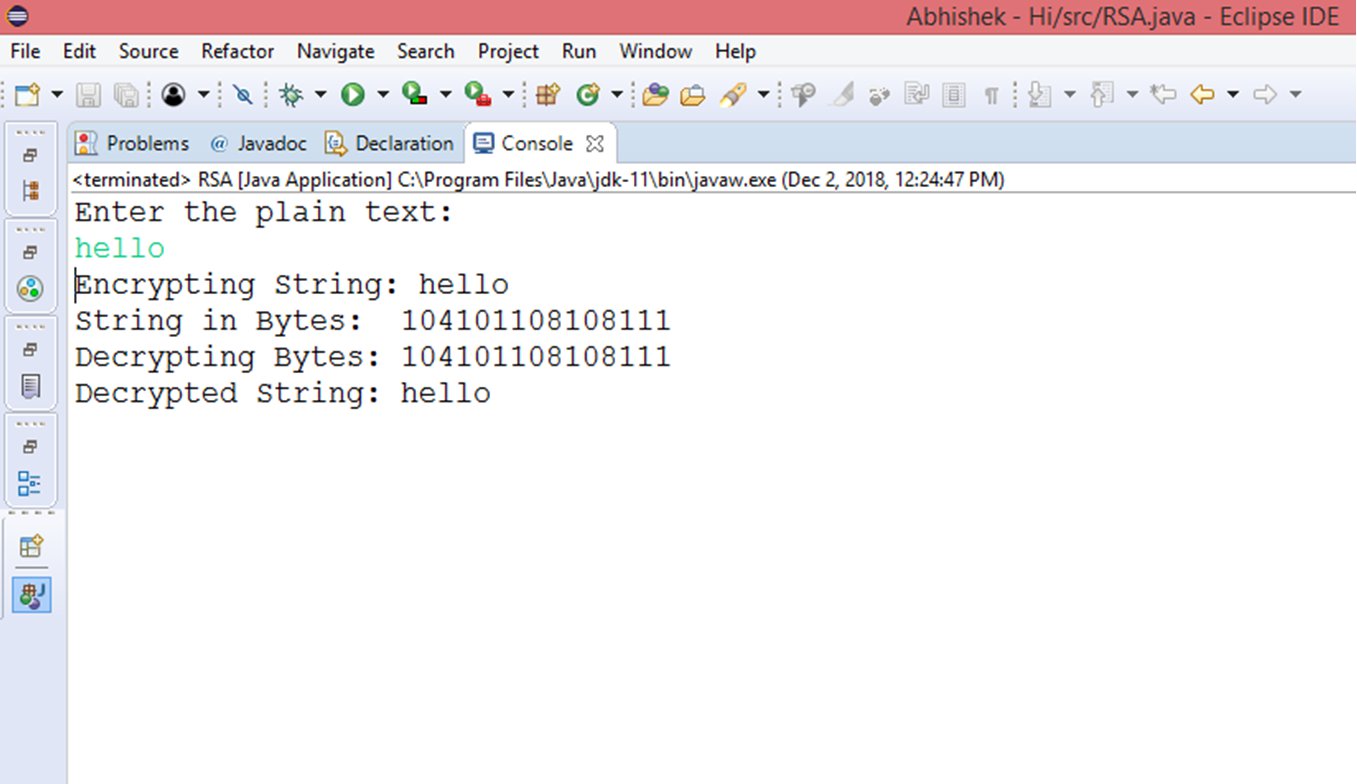 Abhishek - Hi/src/RSA.java - Eclipse IDE
File Edit Source Refactor Navigate Search Project Run Window Help
Problems @ Javadoc Declaration Console
<terminated> RSA [Java Application] C:\Program Files\Java\jdk-11\bin\javaw.exe (Dec 2, 2018, 12:24:47 PM)
Enter the plain text:
hello
Encrypting String: hello
String in Bytes:  104101108108111
Decrypting Bytes: 104101108108111
Decrypted String: hello